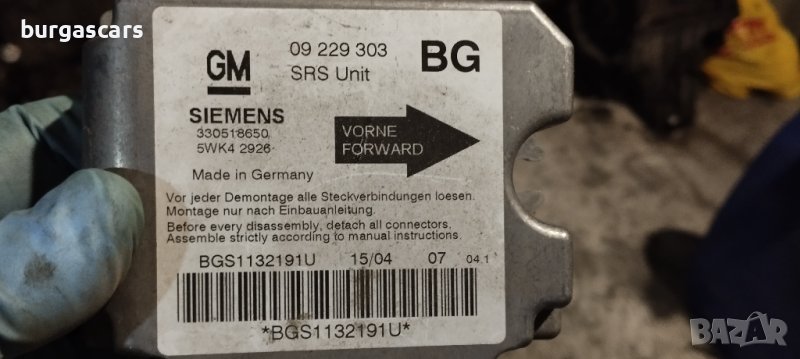 burgascars
GM
09 229 303
SRS Unit
BG
SIEMENS
330518650
5WK4 2926
VORNE
FORWARD
Made in Germany
Vor jeder Demontage alle Steckverbindungen loesen.
Montage nur nach Einbauanleitung.
Before every disassembly, detach all connectors.
Assemble strictly according to manual instructions.
BGS1132191U 15/04 07 04.1
*BGS1132191U*
BAZAR